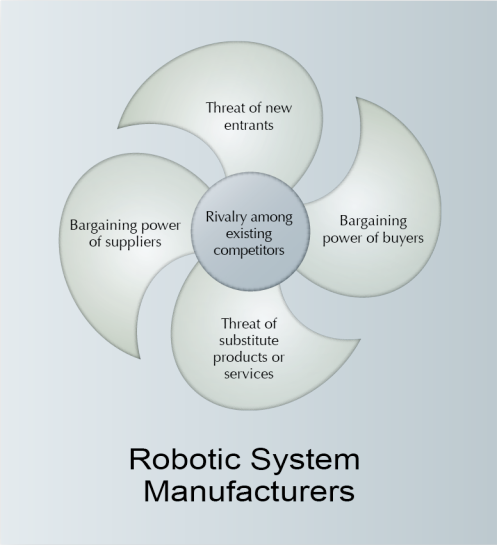 Threat of new
entrants
Bargaining power
of suppliers
Rivalry among
existing
competitors
Bargaining
power of buyers
Threat of
substitute
products or
services
Robotic System
Manufacturers